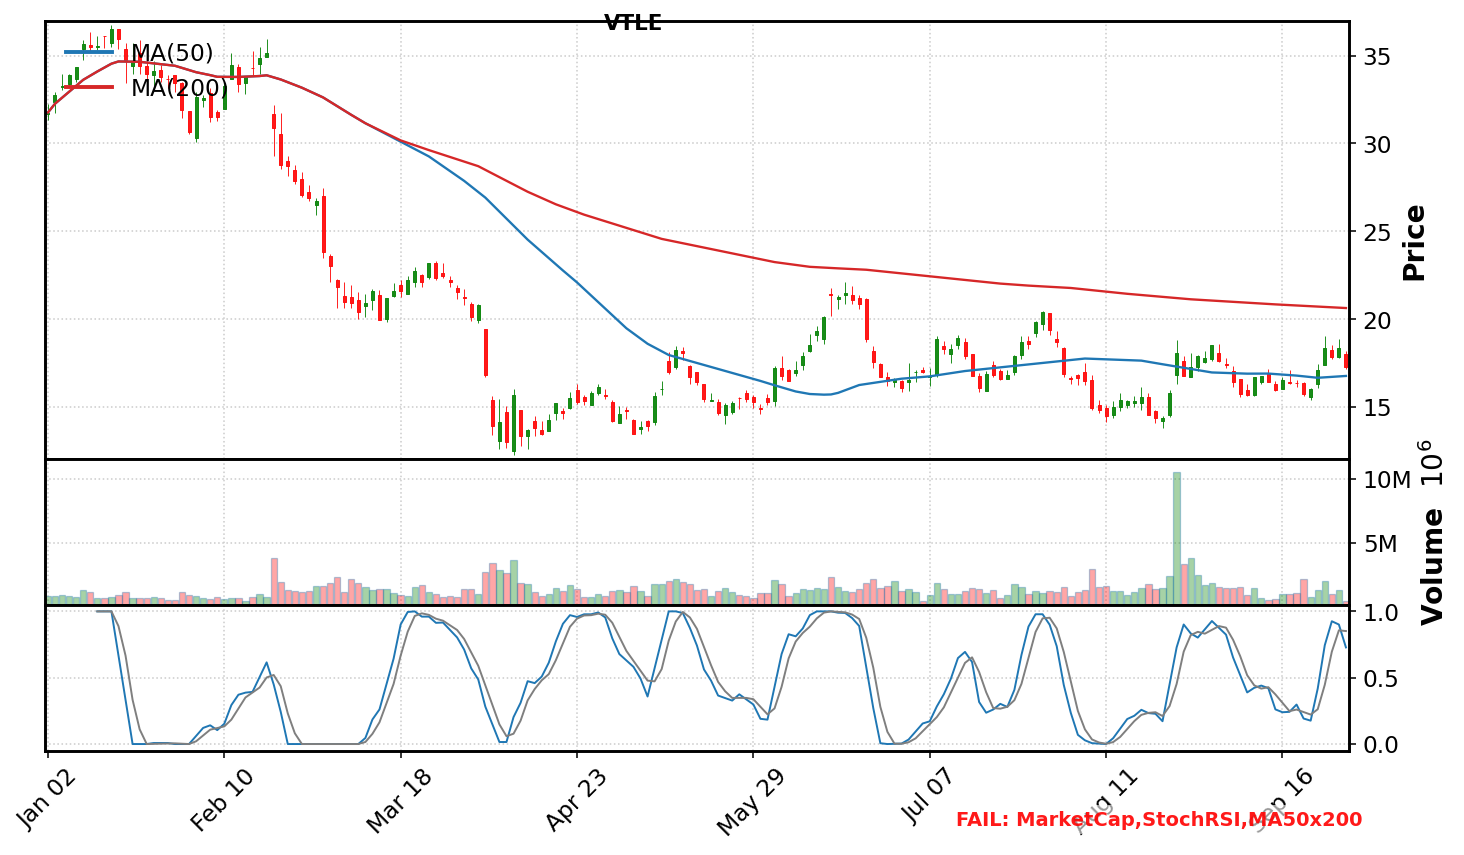 VTLE
MA(50)
MA(200)
35
30
25
20
15
Price
10M
5M
Volume 10^6
1.0
0.5
0.0
Jan 02
Feb 10
Mar 18
Apr 23
May 29
Jul 07
Aug 11
Sep 16
FAIL: MarketCap,StochRSI,MA50x200